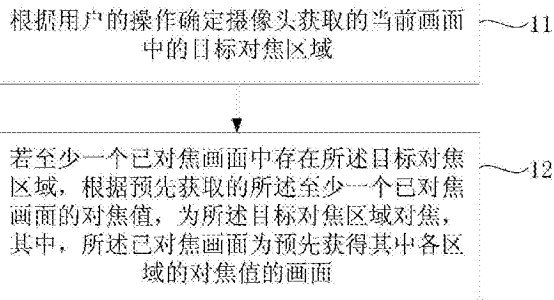 根据用户的操作确定摄像头获取的当前画面
中的目标对焦区域
11
若至少一个已对焦画面中存在所述目标对焦
区域，根据预先获取的所述至少一个已对焦
画面的对焦值，为所述目标对焦区域对焦，
其中，所述已对焦画面为预先获得其中各区
域的对焦值的画面
12